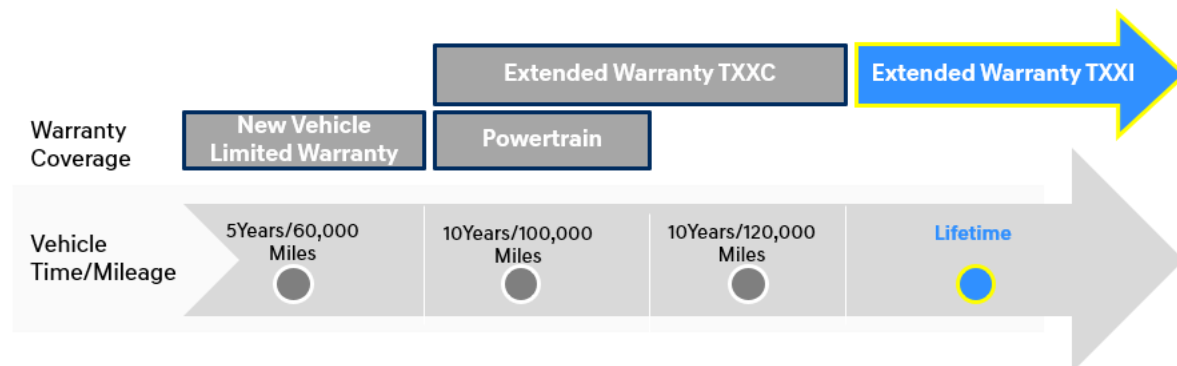 Extended Warranty TXXC
Extended Warranty TXXI
Warranty
Coverage
New Vehicle
Limited Warranty
Powertrain
Vehicle
Time/Mileage
5Years/60,000
Miles
10Years/100,000
Miles
10Years/120,000
Miles
Lifetime